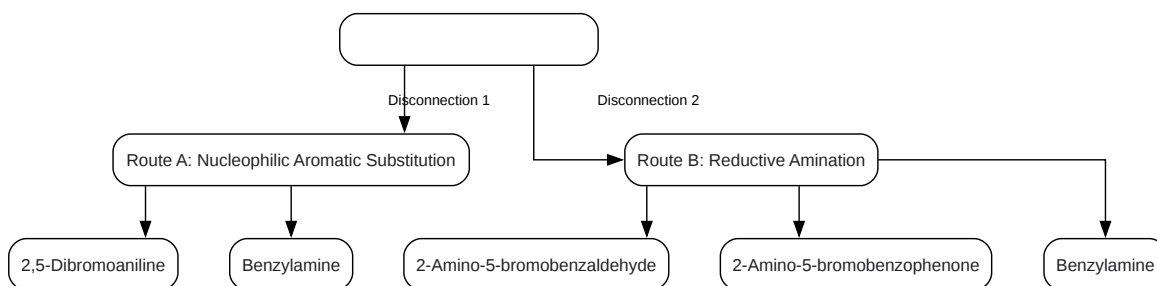 Disconnection 1
Disconnection 2
Route A: Nucleophilic Aromatic Substitution
Route B: Reductive Amination
2,5-Dibromoaniline
Benzylamine
2-Amino-5-bromobenzaldehyde
2-Amino-5-bromobenzophenone
Benzylamine